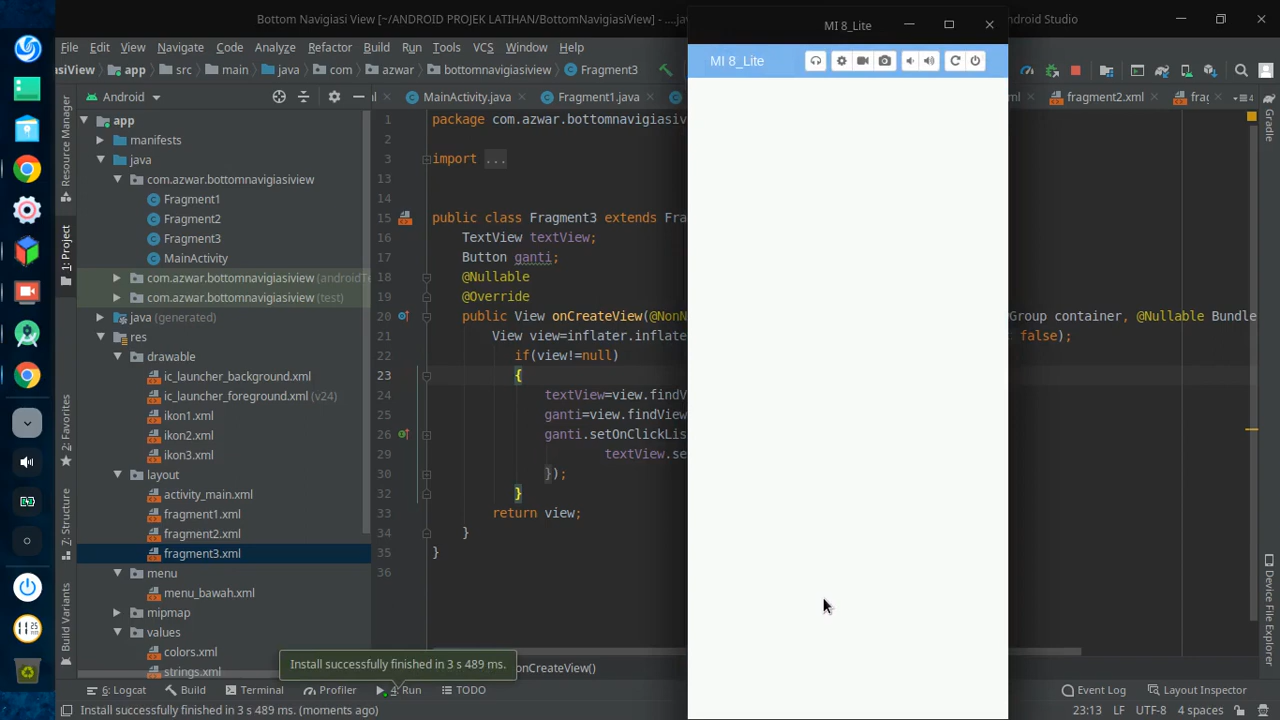 Bottom Navigiasi View [~/ANDROID PROJEK LATIHAN/BottomNavigiasiView] - ...
MI 8_Lite
Android Studio
File Edit View Navigate Code Analyze Refactor Build Run Tools VCS Window Help
MI 8_Lite
asiView app src main java com azwar bottomnavigiasiview Fragment3
Android
MainActivity.java
Fragment1.java
ml
fragment2.xml
frag
4
app
manifests
java
com.azwar.bottomnavigiasiview
Fragment1
Fragment2
Fragment3
MainActivity
com.azwar.bottomnavigiasiview (androidTe
com.azwar.bottomnavigiasiview (test)
java (generated)
res
drawable
ic_launcher_background.xml
ic_launcher_foreground.xml (v24)
ikon1.xml
ikon2.xml
ikon3.xml
layout
activity_main.xml
fragment1.xml
fragment2.xml
fragment3.xml
menu
menu_bawah.xml
mipmap
values
colors.xml
strings.xml
Resource Manager
1: Project
2: Favorites
7: Structure
Build Variants
1 package com.azwar.bottomnavigiasiv
2
3 import ...
13
14
15 public class Fragment3 extends Fra
16 TextView textView;
17 Button ganti;
18 @Nullable
19 @Override
20 public View onCreateView(@NonN Group container, @Nullable Bundle
21 View view=inflater.inflate false);
22 if(view!=null)
23 {
24 textView=view.findV
25 ganti=view.findView
26 ganti.setOnClickLis
29 textView.se
30 });
32 }
33 return view;
34 }
35 }
36
Gradle
Device File Explorer
Install successfully finished in 3 s 489 ms.
onCreateView()
6: Logcat Build Terminal Profiler 4: Run TODO
Event Log Layout Inspector
Install successfully finished in 3 s 489 ms. (moments ago)
23:13 LF UTF-8 4 spaces
11 25